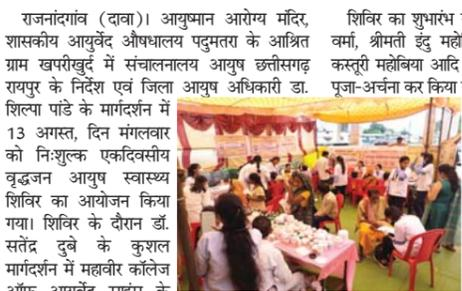 राजनांदगांव (दावा)। आयुष्मान आरोग्य मंदिर,
शासकीय आयुर्वेद औषधालय पदुमतरा के आश्रित
ग्राम खपरीखुर्द में संचालनालय आयुष छत्तीसगढ़
रायपुर के निर्देश एवं जिला आयुष अधिकारी डा.
शिल्पा पांडे के मार्गदर्शन में
13 अगस्त, दिन मंगलवार
को निःशुल्क एकदिवसीय
वृद्धजन आयुष स्वास्थ्य
शिविर का आयोजन किया
गया। शिविर के दौरान डॉ.
सतेंद्र दुबे के कुशल
मार्गदर्शन में महावीर कॉलेज
ऑफ आयुर्वेद साइंस के
शिविर का शुभारंभ
वर्मा, श्रीमती इंदु महो
कस्तूरी महोबिया आदि
पूजा-अर्चना कर किया